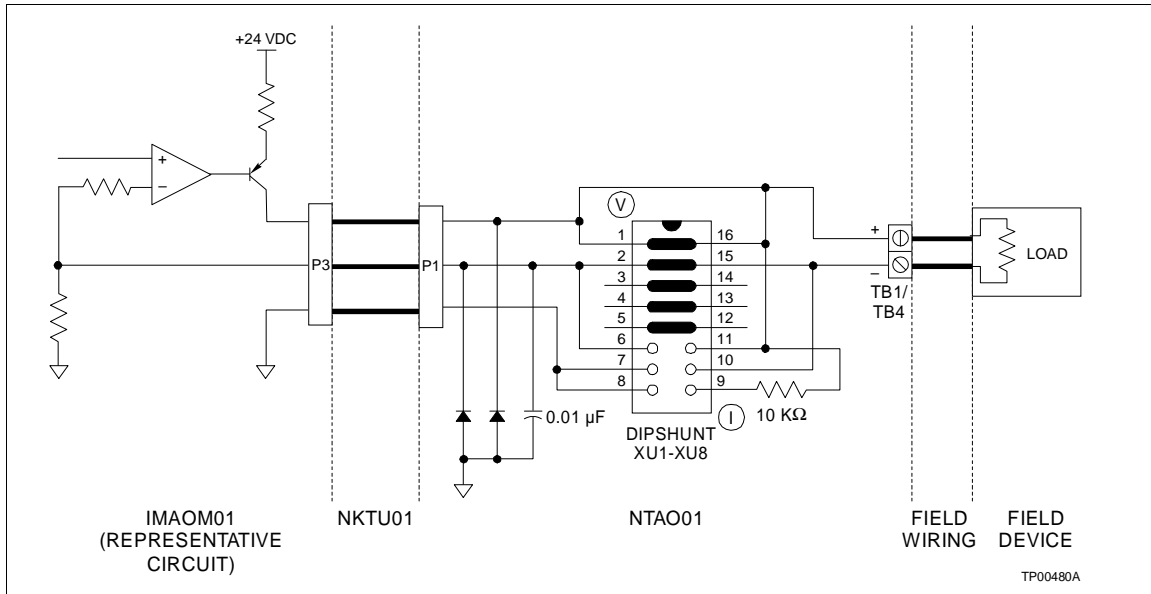 +24 VDC
+
−
P3
P1
V
1
16
2
15
3
14
4
13
5
12
6
11
7
10
8
9
I
DIPSHUNT
XU1-XU8
0.01 µF
10 KΩ
+
−
TB1/
TB4
LOAD
IMAOM01
(REPRESENTATIVE
CIRCUIT)
NKTU01
NTAO01
FIELD
WIRING
FIELD
DEVICE
TP00480A